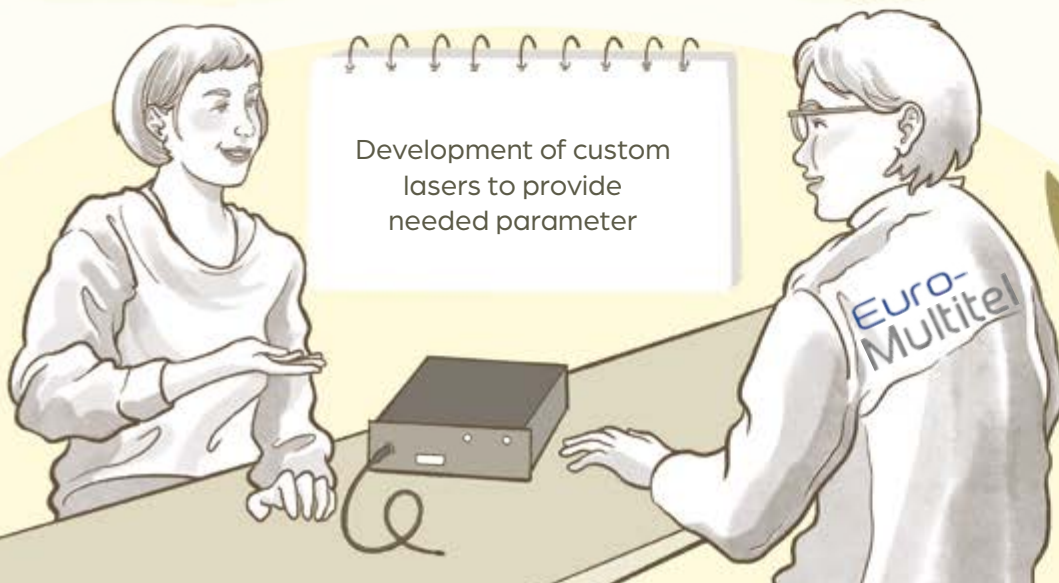 Development of custom
lasers to provide
needed parameter
Euro-
Multitel